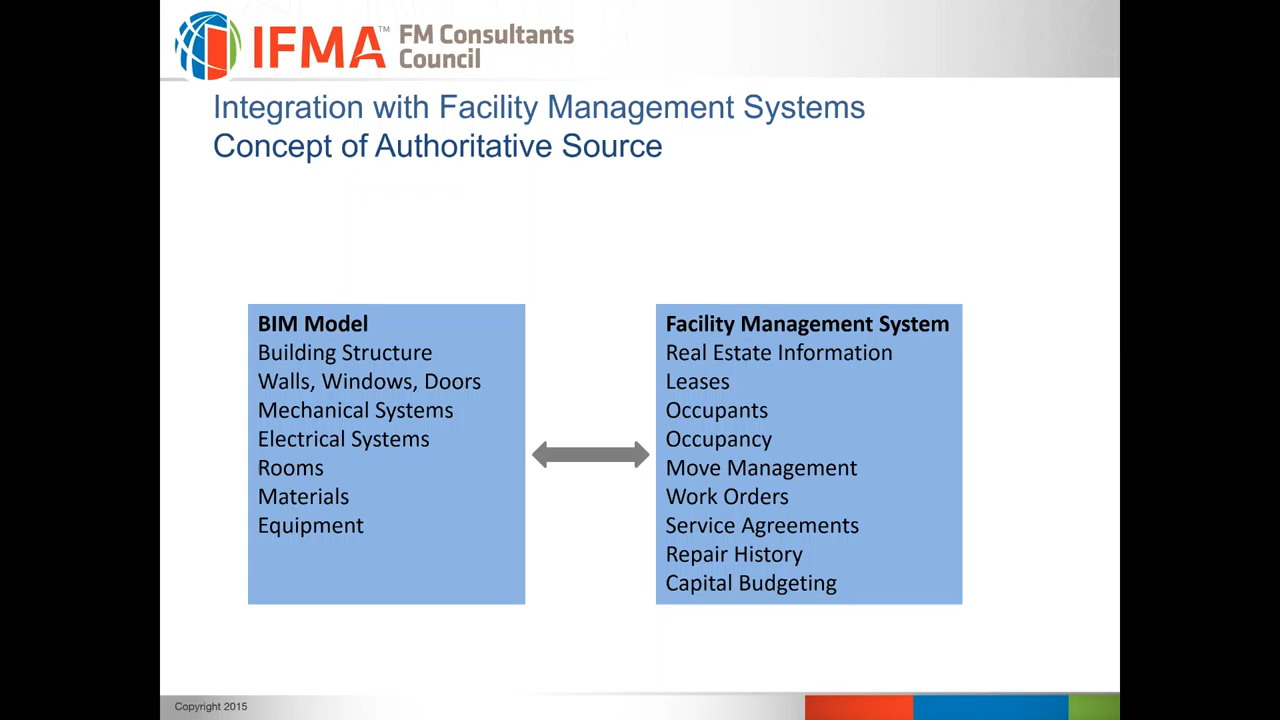 IFMA™ FM Consultants
Council
Integration with Facility Management Systems
Concept of Authoritative Source
BIM Model
Building Structure
Walls, Windows, Doors
Mechanical Systems
Electrical Systems
Rooms
Materials
Equipment
Facility Management System
Real Estate Information
Leases
Occupants
Occupancy
Move Management
Work Orders
Service Agreements
Repair History
Capital Budgeting
Copyright 2015